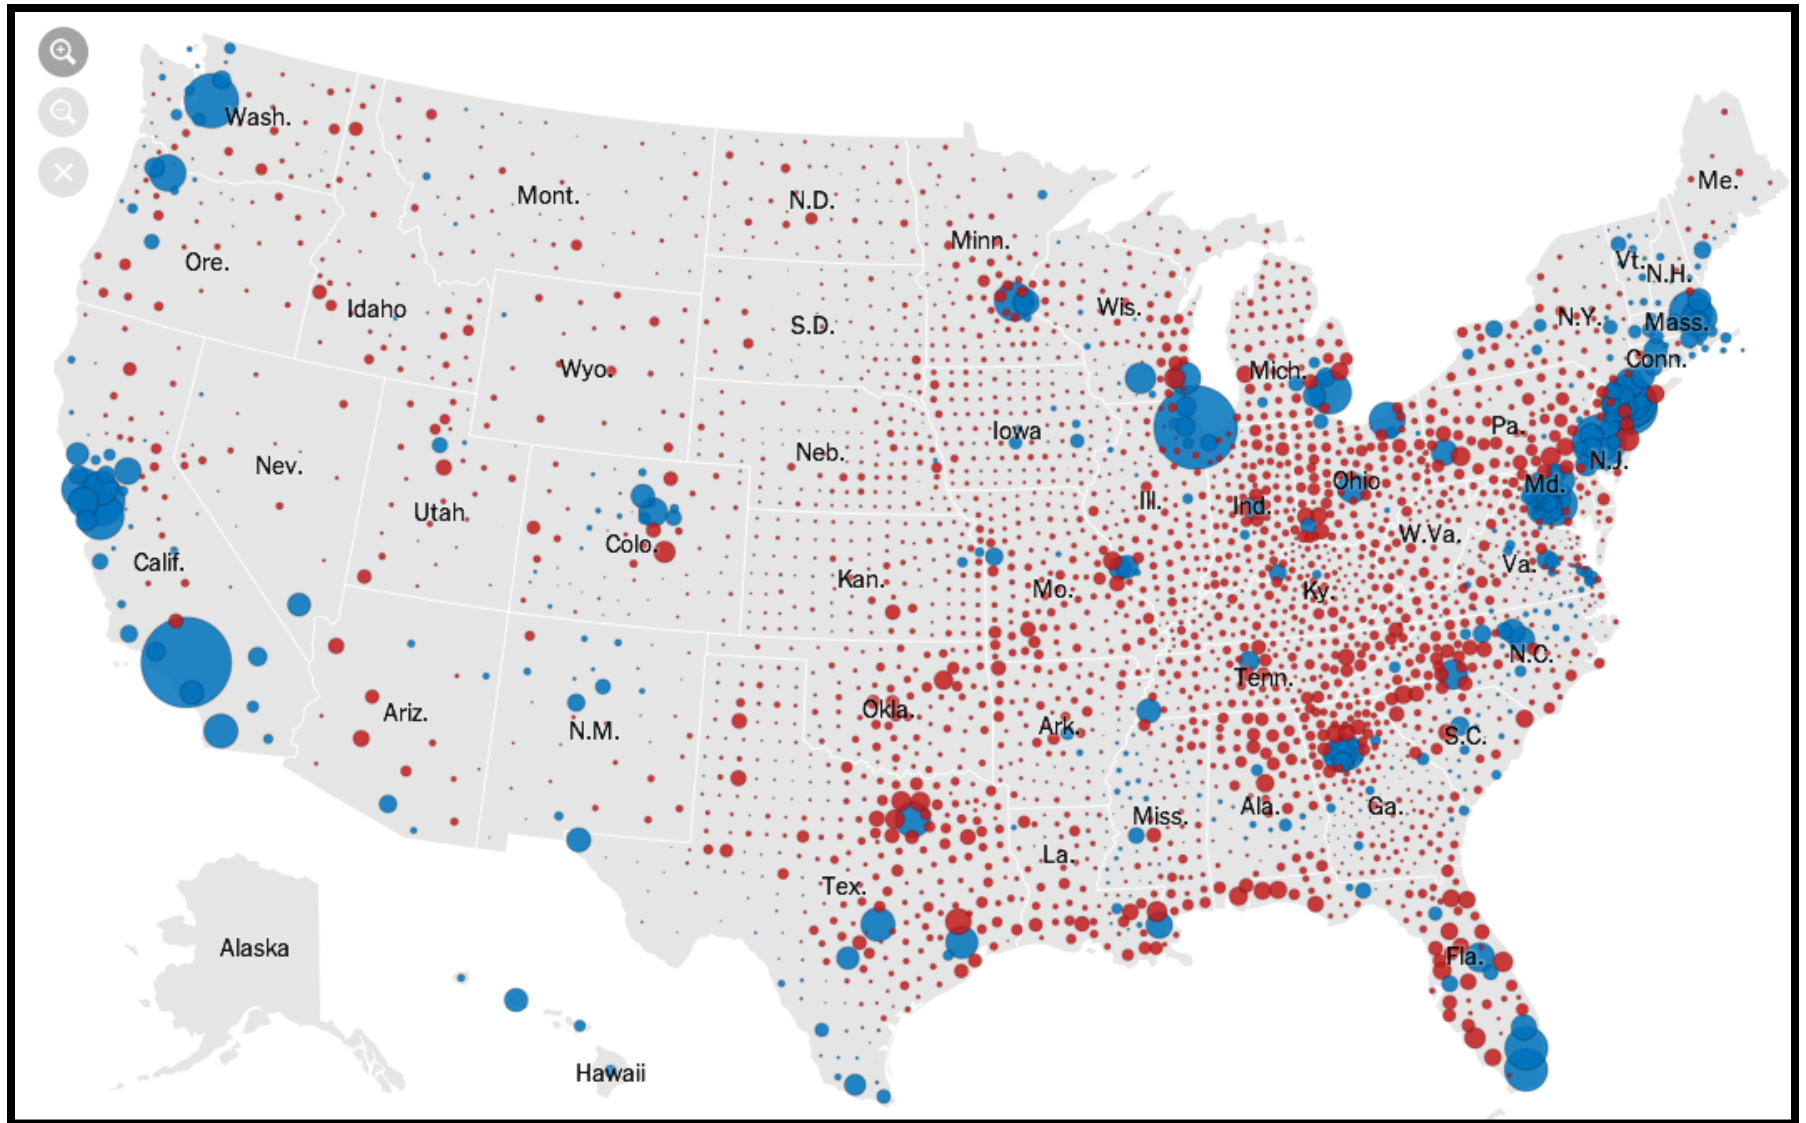 Wash.
Mont.
N.D.
Minn.
Me.
Ore.
Idaho
S.D.
Wis.
Vt.
N.H.
N.Y.
Mass.
Wyo.
Mich.
Conn.
Nev.
Utah
Colo.
Neb.
Iowa
Ill.
Ind.
Ohio
Pa.
N.J.
Md.
W.Va.
Va.
Calif.
Kan.
Mo.
Ky.
N.C.
Tenn.
Ariz.
N.M.
Okla.
Ark.
S.C.
Miss.
Ala.
Ga.
La.
Tex.
Fla.
Alaska
Hawaii